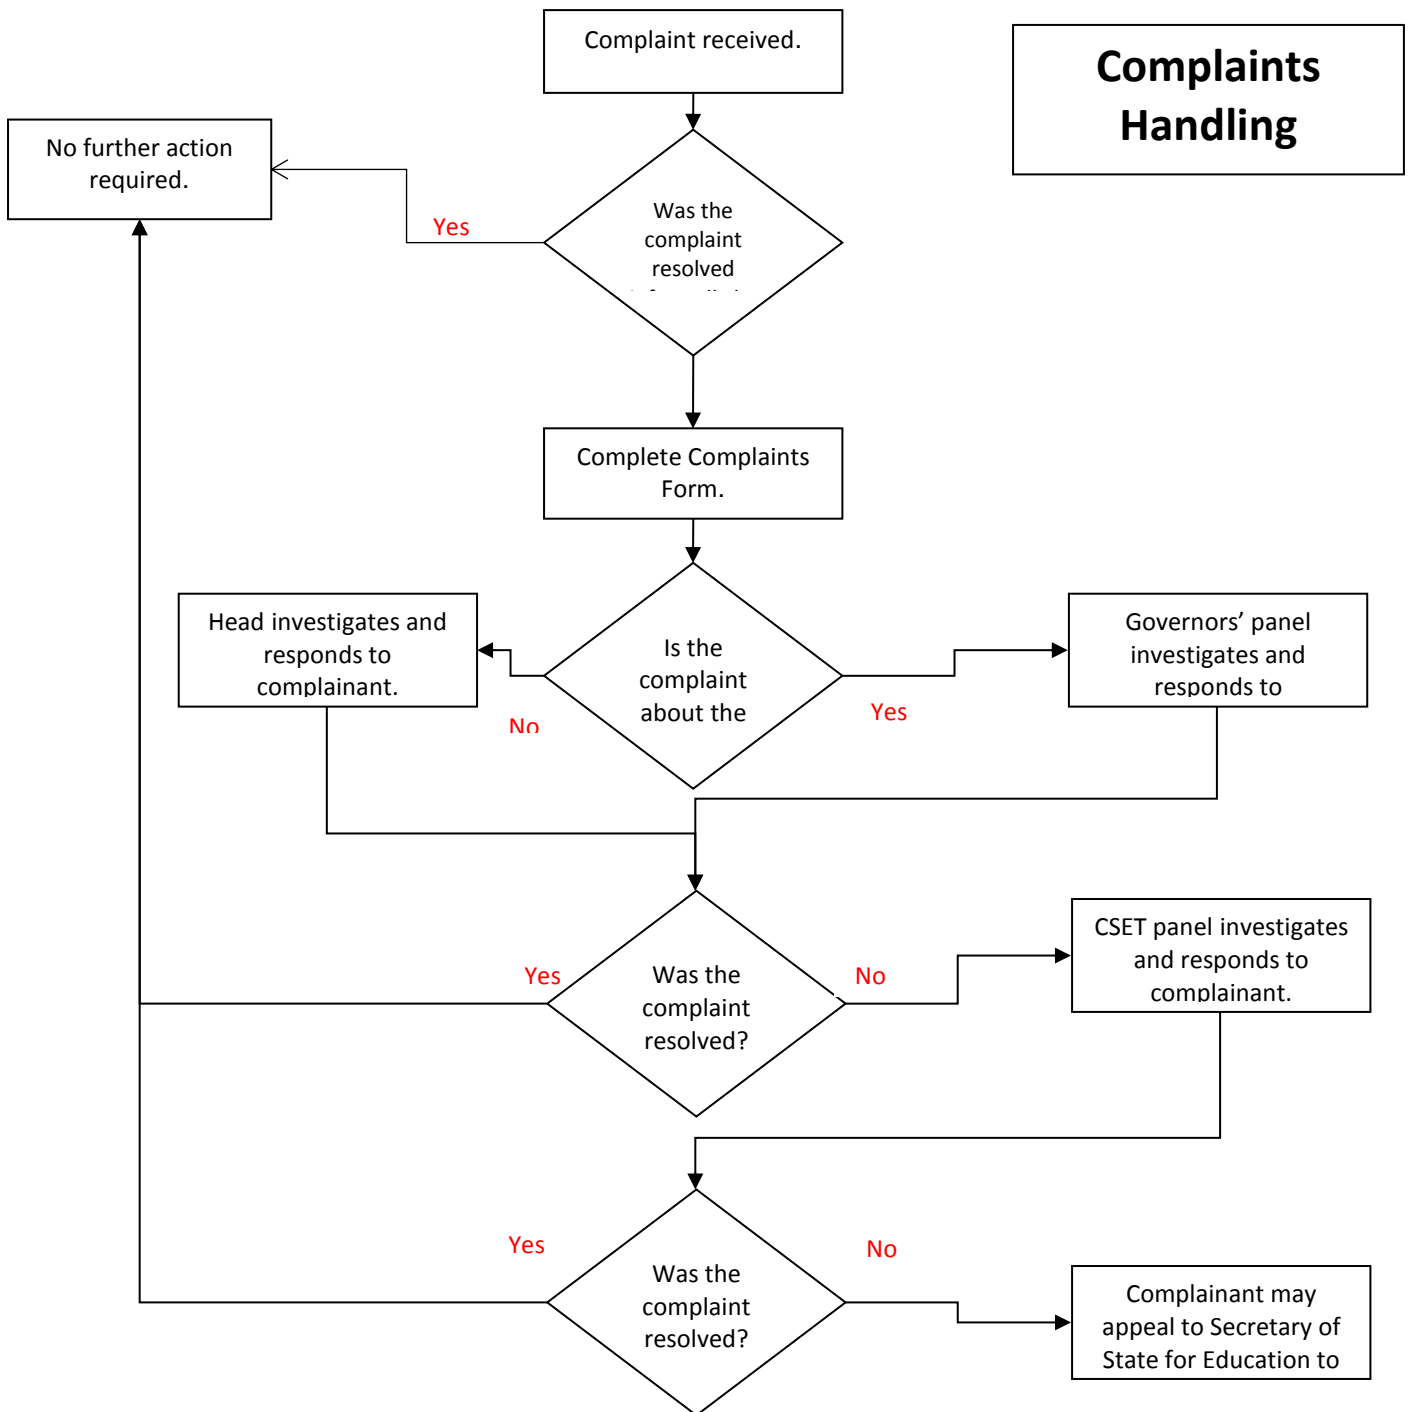 Complaint received.
Complaints
Handling
No further action
required.
Yes
Was the
complaint
resolved
Complete Complaints
Form.
Head investigates and
responds to
complainant.
No
Is the
complaint
about the
Yes
Governors’ panel
investigates and
responds to
Yes
Was the
complaint
resolved?
No
CSET panel investigates
and responds to
complainant.
Yes
Was the
complaint
resolved?
No
Complainant may
appeal to Secretary of
State for Education to